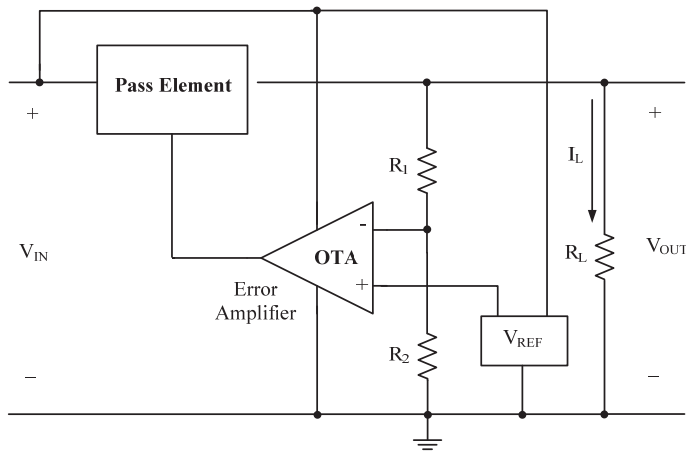 Pass Element
+
+
I_L
R_1
-
V_IN
OTA
R_L
V_OUT
+
Error
Amplifier
V_REF
R_2
–
–